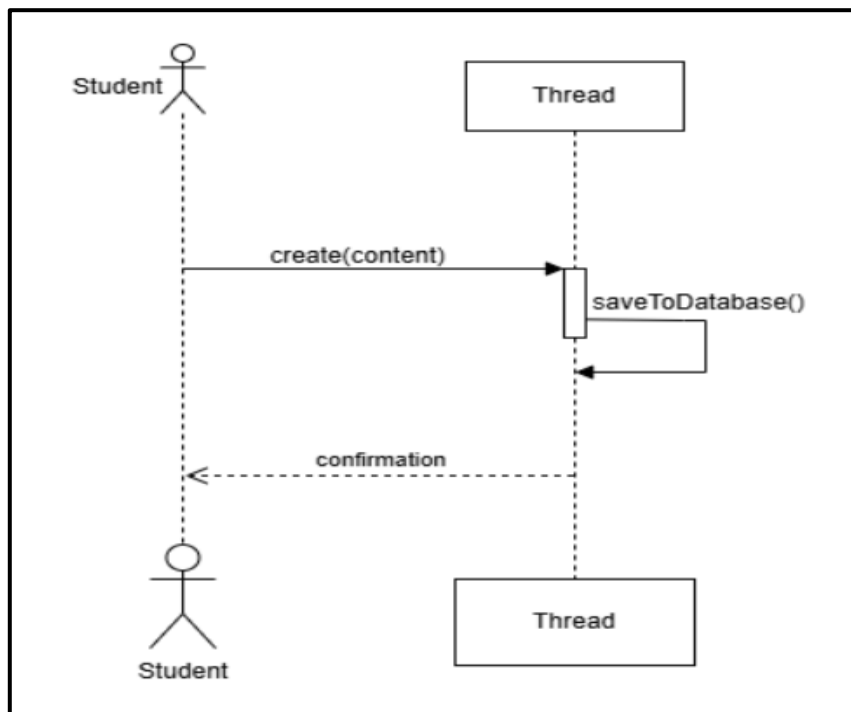 Student
Thread
create(content)
saveToDatabase()
confirmation
Thread
Student